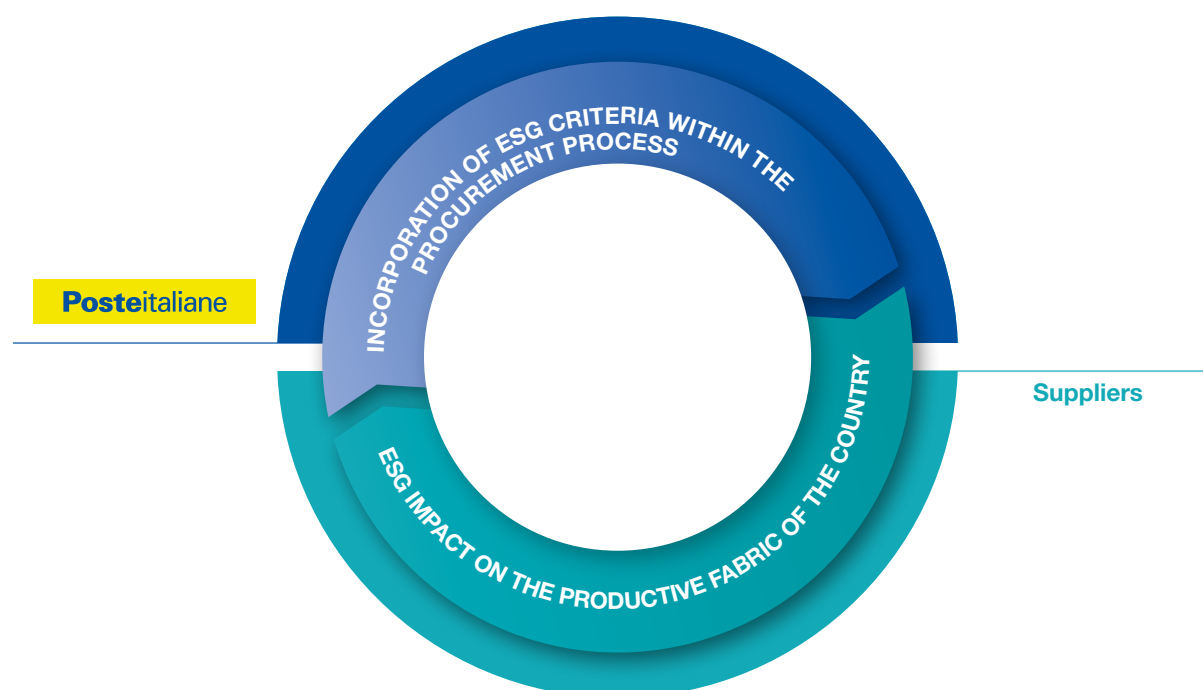 INCORPORATION OF ESG CRITERIA WITHIN THE
PROCUREMENT PROCESS
Posteitaliane
Suppliers
ESG IMPACT ON THE PRODUCTIVE FABRIC OF THE COUNTRY